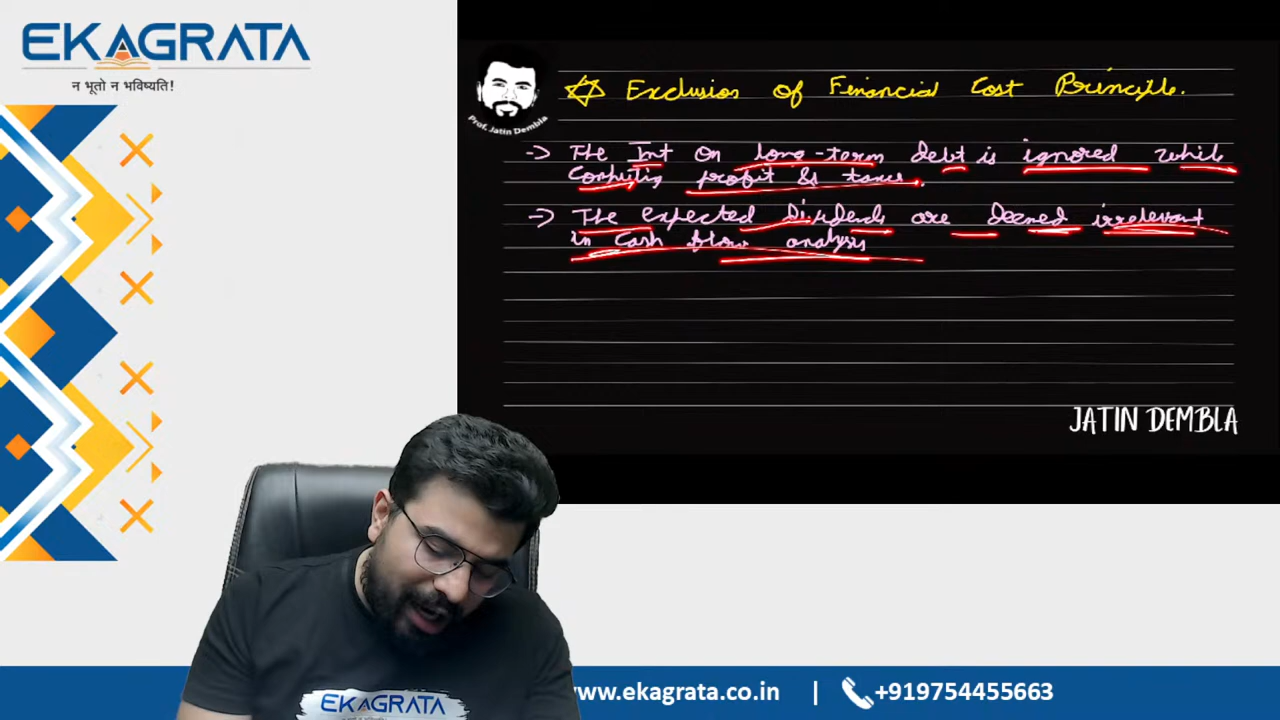 EKAGRATA
न भूतो न भविष्यति!
Prof. Jatin Dembla
Exclusion of Financial Cost Principle.
-> The Int on long-term debt is ignored while
Computing profit & taxes.
=> The expected Dividends are deemed irrelevant
in Cash flow analysis
JATIN DEMBLA
EKAGRATA
www.ekagrata.co.in | +919754455663